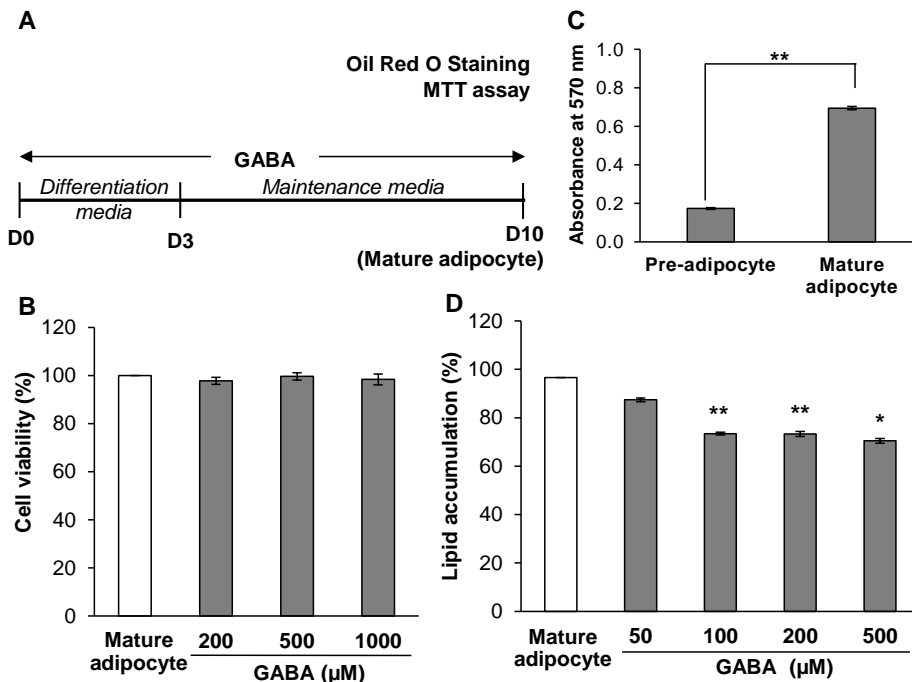 A
Oil Red O Staining
MTT assay
GABA
Differentiation
media
Maintenance media
D0
D3
D10
(Mature adipocyte)
C
Absorbance at 570 nm
1.0
0.8
0.6
0.4
0.2
0.0
**
Pre-adipocyte
Mature
adipocyte
B
Cell viability (%)
120
100
80
60
40
20
0
Mature
adipocyte
200 500 1000
GABA (µM)
D
Lipid accumulation (%)
120
100
80
60
40
20
0
** ** *
Mature
adipocyte
50 100 200 500
GABA (µM)